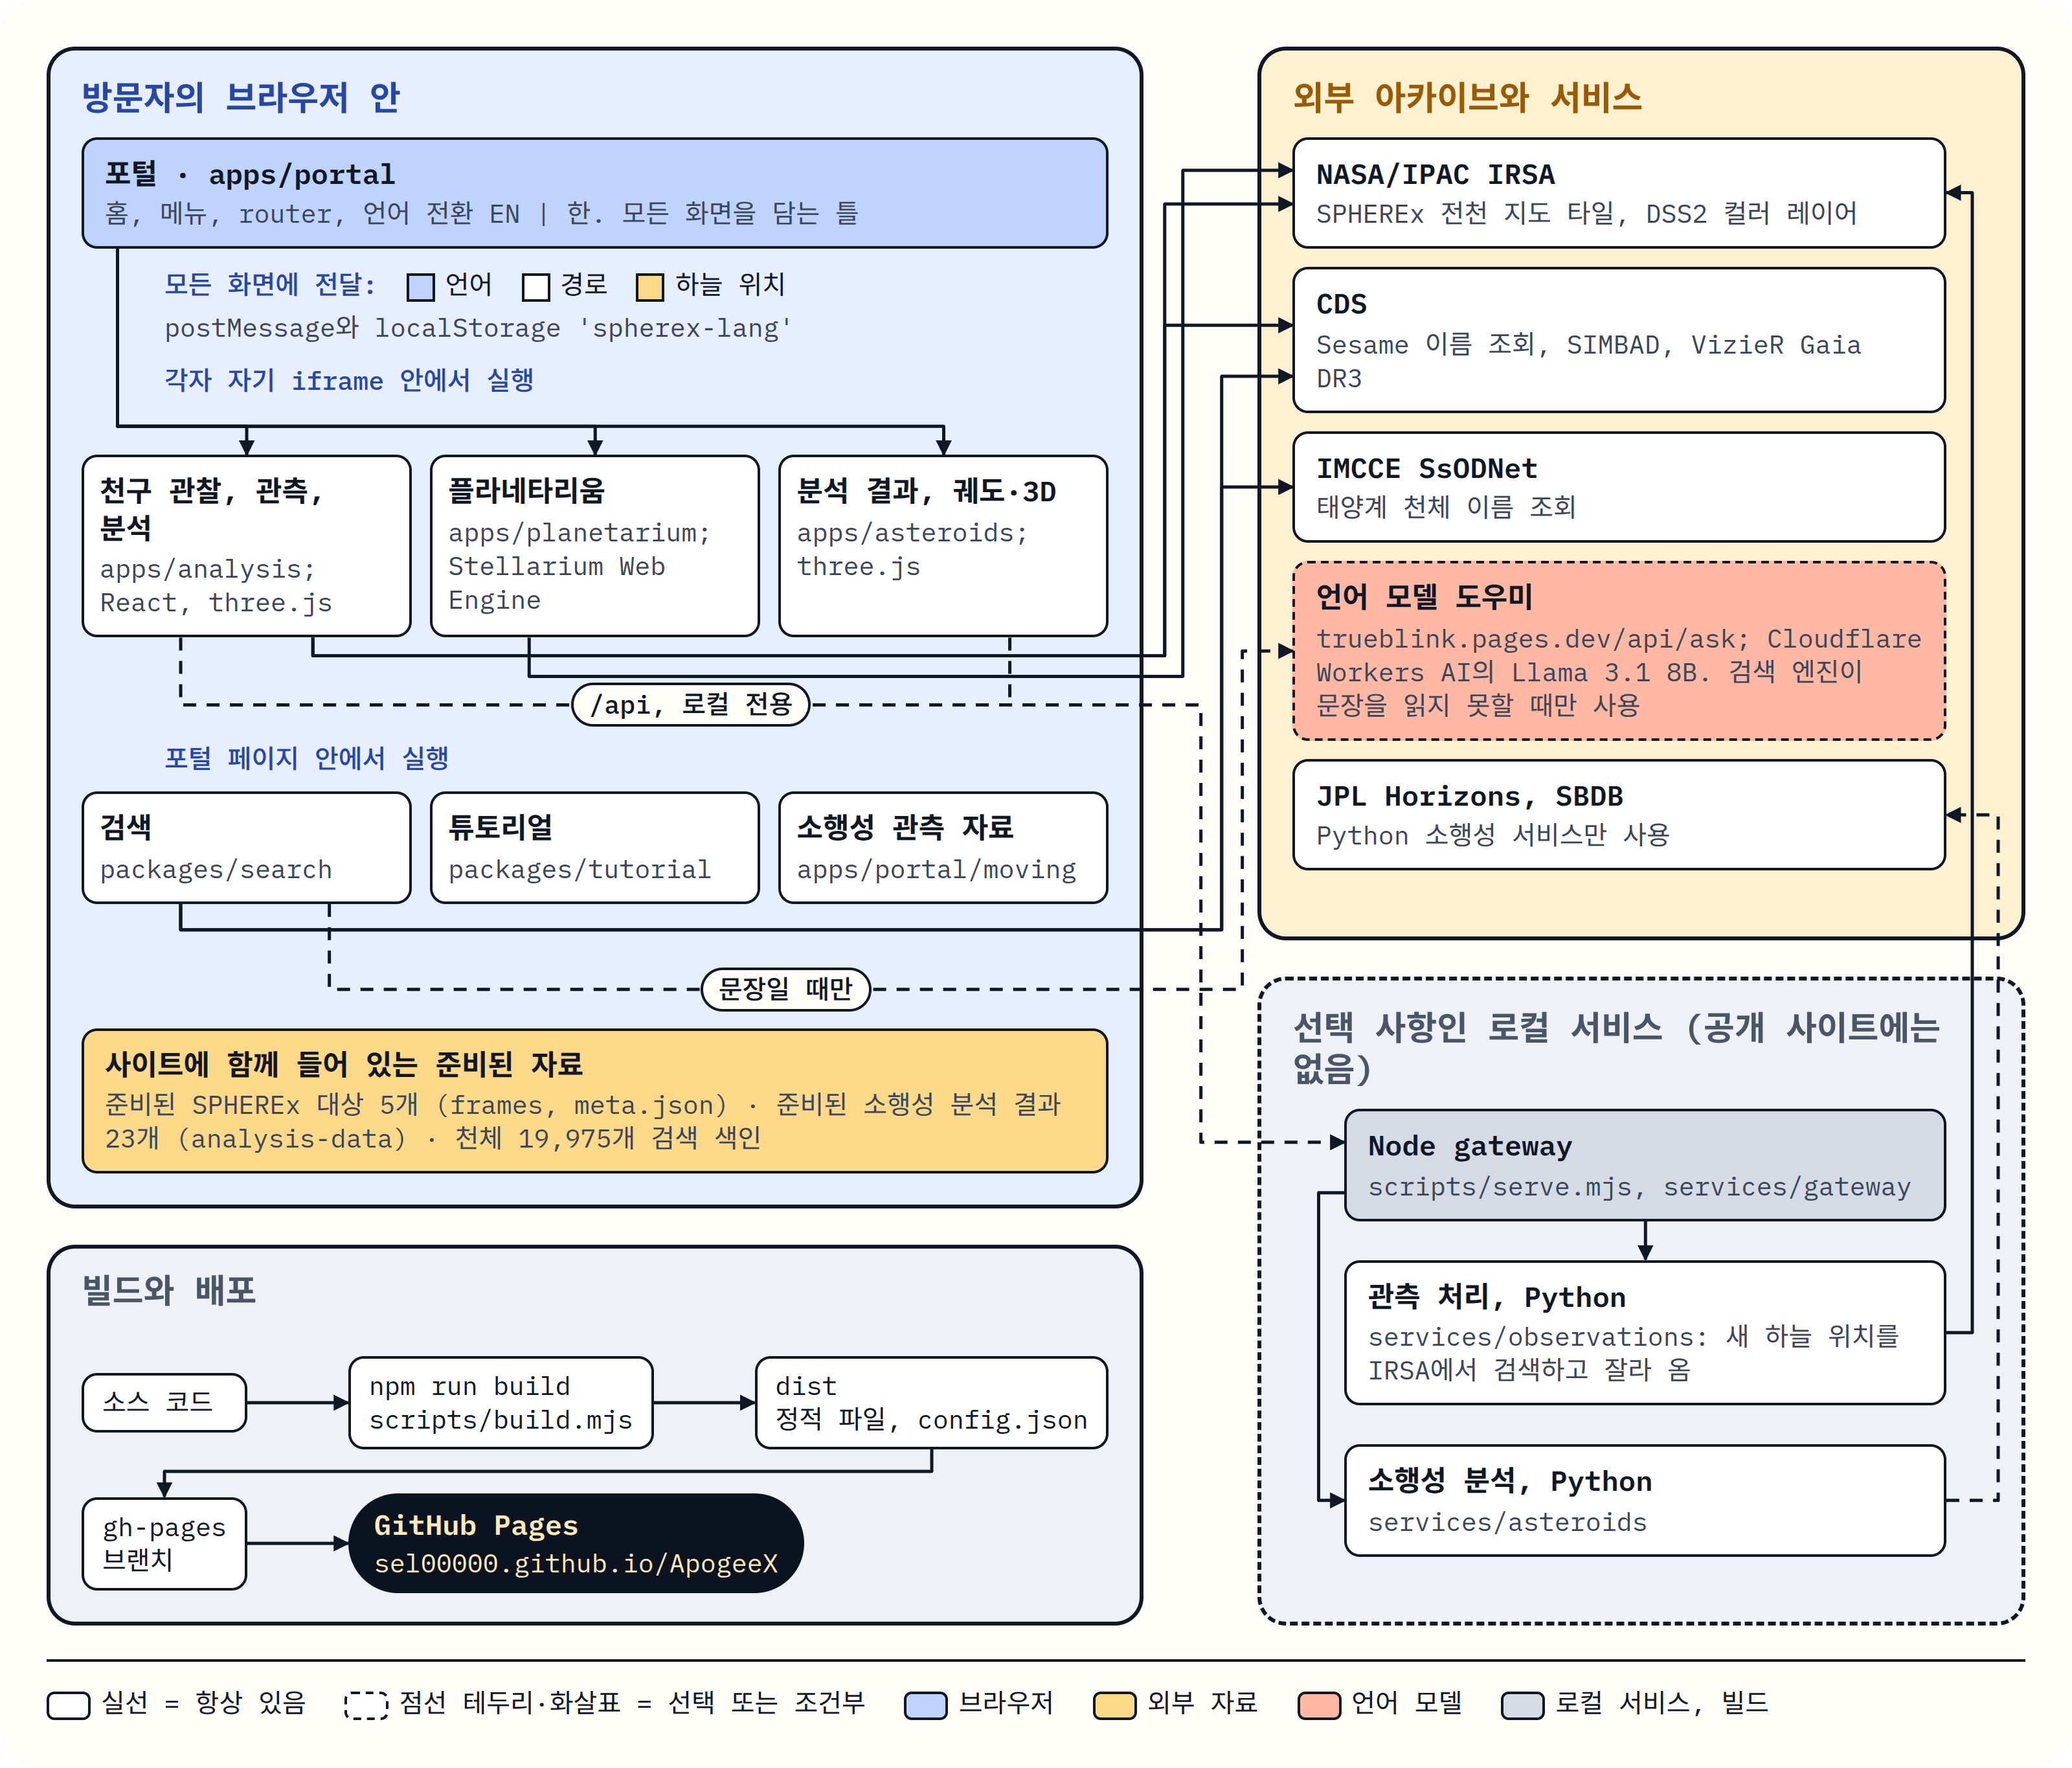 방문자의 브라우저 안
포털 · apps/portal
홈, 메뉴, router, 언어 전환 EN | 한. 모든 화면을 담는 틀
모든 화면에 전달: 언어 경로 하늘 위치
postMessage와 localStorage 'spherex-lang'
각자 자기 iframe 안에서 실행
천구 관찰, 관측,
분석
apps/analysis;
React, three.js
플라네타리움
apps/planetarium;
Stellarium Web
Engine
분석 결과, 궤도·3D
apps/asteroids;
three.js
/api, 로컬 전용
포털 페이지 안에서 실행
검색
packages/search
튜토리얼
packages/tutorial
소행성 관측 자료
apps/portal/moving
문장일 때만
사이트에 함께 들어 있는 준비된 자료
준비된 SPHEREx 대상 5개 (frames, meta.json) · 준비된 소행성 분석 결과
23개 (analysis-data) · 천체 19,975개 검색 색인
외부 아카이브와 서비스
NASA/IPAC IRSA
SPHEREx 전천 지도 타일, DSS2 컬러 레이어
CDS
Sesame 이름 조회, SIMBAD, VizieR Gaia
DR3
IMCCE SsODNet
태양계 천체 이름 조회
언어 모델 도우미
trueblink.pages.dev/api/ask; Cloudflare
Workers AI의 Llama 3.1 8B. 검색 엔진이
문장을 읽지 못할 때만 사용
JPL Horizons, SBDB
Python 소행성 서비스만 사용
선택 사항인 로컬 서비스 (공개 사이트에는
없음)
Node gateway
scripts/serve.mjs, services/gateway
관측 처리, Python
services/observations: 새 하늘 위치를
IRSA에서 검색하고 잘라 옴
소행성 분석, Python
services/asteroids
빌드와 배포
소스 코드
npm run build
scripts/build.mjs
dist
정적 파일, config.json
gh-pages
브랜치
GitHub Pages
sel00000.github.io/ApogeeX
실선 = 항상 있음
점선 테두리·화살표 = 선택 또는 조건부
브라우저
외부 자료
언어 모델
로컬 서비스, 빌드